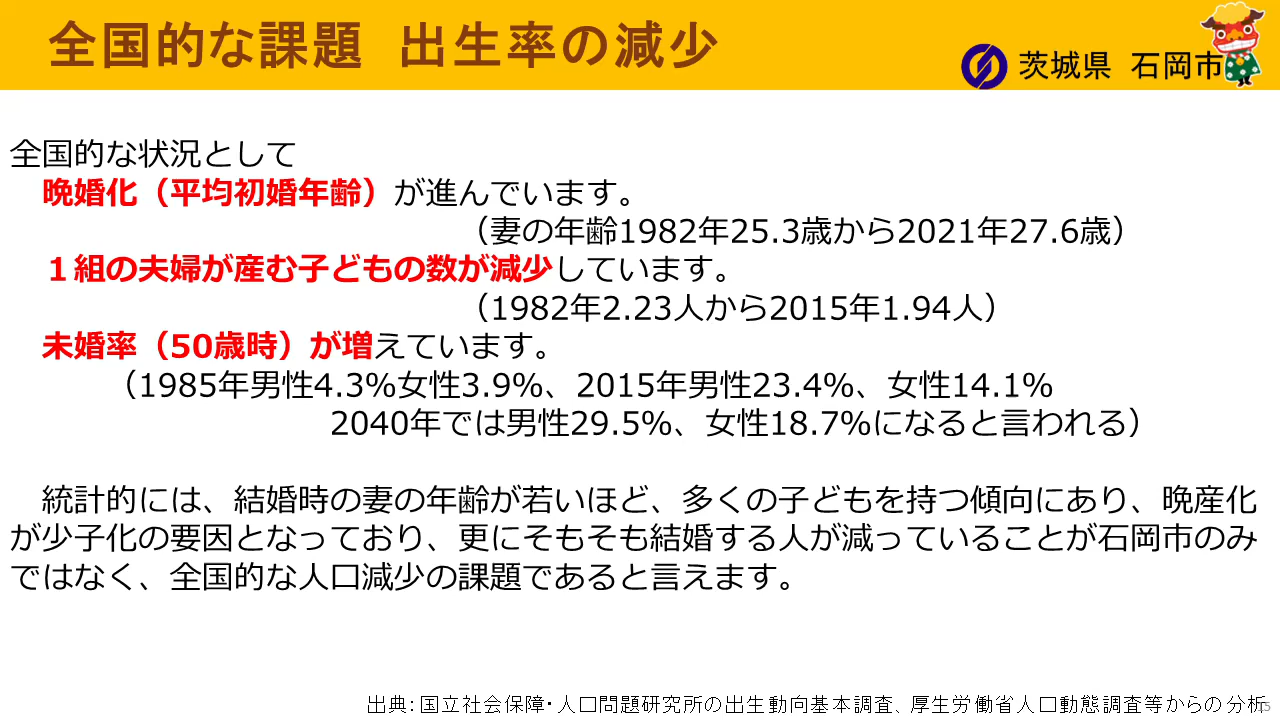 全国的な課題　出生率の減少
茨城県　石岡市
全国的な状況として
晩婚化（平均初婚年齢）が進んでいます。
（妻の年齢1982年25.3歳から2021年27.6歳）
１組の夫婦が産む子どもの数が減少しています。
（1982年2.23人から2015年1.94人）
未婚率（50歳時）が増えています。
（1985年男性4.3%女性3.9%、2015年男性23.4%、女性14.1%
2040年では男性29.5%、女性18.7%になると言われる）
統計的には、結婚時の妻の年齢が若いほど、多くの子どもを持つ傾向にあり、晩産化
が少子化の要因となっており、更にそもそも結婚する人が減っていることが石岡市のみ
ではなく、全国的な人口減少の課題であると言えます。
出典：国立社会保障・人口問題研究所の出生動向基本調査、厚生労働省人口動態調査等からの分析